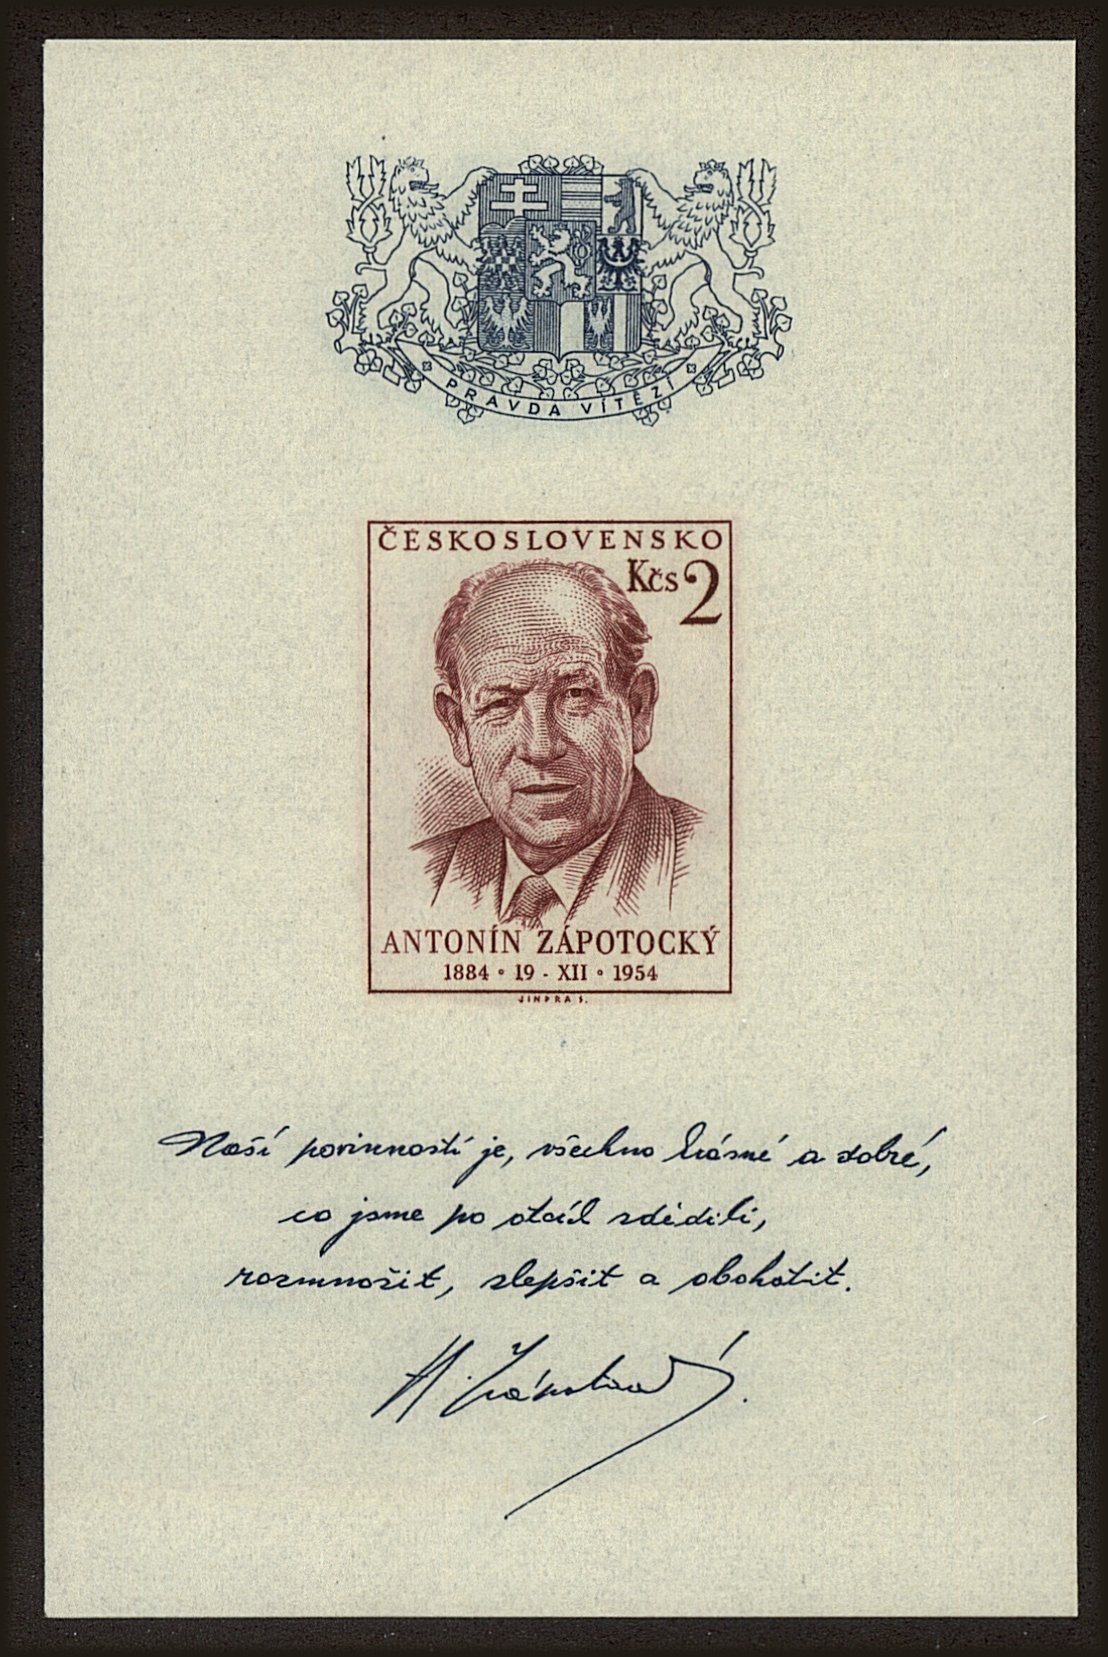 PRAVDA VÍTĚZÍ
ČESKOSLOVENSKO
Kčs 2
ANTONÍN ZÁPOTOCKÝ
1884 • 19 - XII • 1954
JINDRA S.
Naší povinností je, všechno krásné a dobré,
co jsme po otcích zdědili,
rozmnožit, zlepšit a obohatit.
A. Zápotocký.